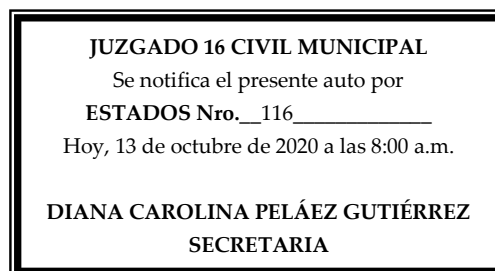 JUZGADO 16 CIVIL MUNICIPAL
Se notifica el presente auto por
ESTADOS Nro.__116_____________
Hoy, 13 de octubre de 2020 a las 8:00 a.m.
DIANA CAROLINA PELÁEZ GUTIÉRREZ
SECRETARIA